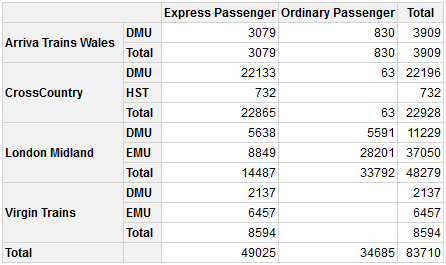 Express Passenger Ordinary Passenger Total
Arriva Trains Wales DMU 3079 830 3909
Total 3079 830 3909
CrossCountry DMU 22133 63 22196
HST 732 732
Total 22865 63 22928
London Midland DMU 5638 5591 11229
EMU 8849 28201 37050
Total 14487 33792 48279
Virgin Trains DMU 2137 2137
EMU 6457 6457
Total 8594 8594
Total 49025 34685 83710